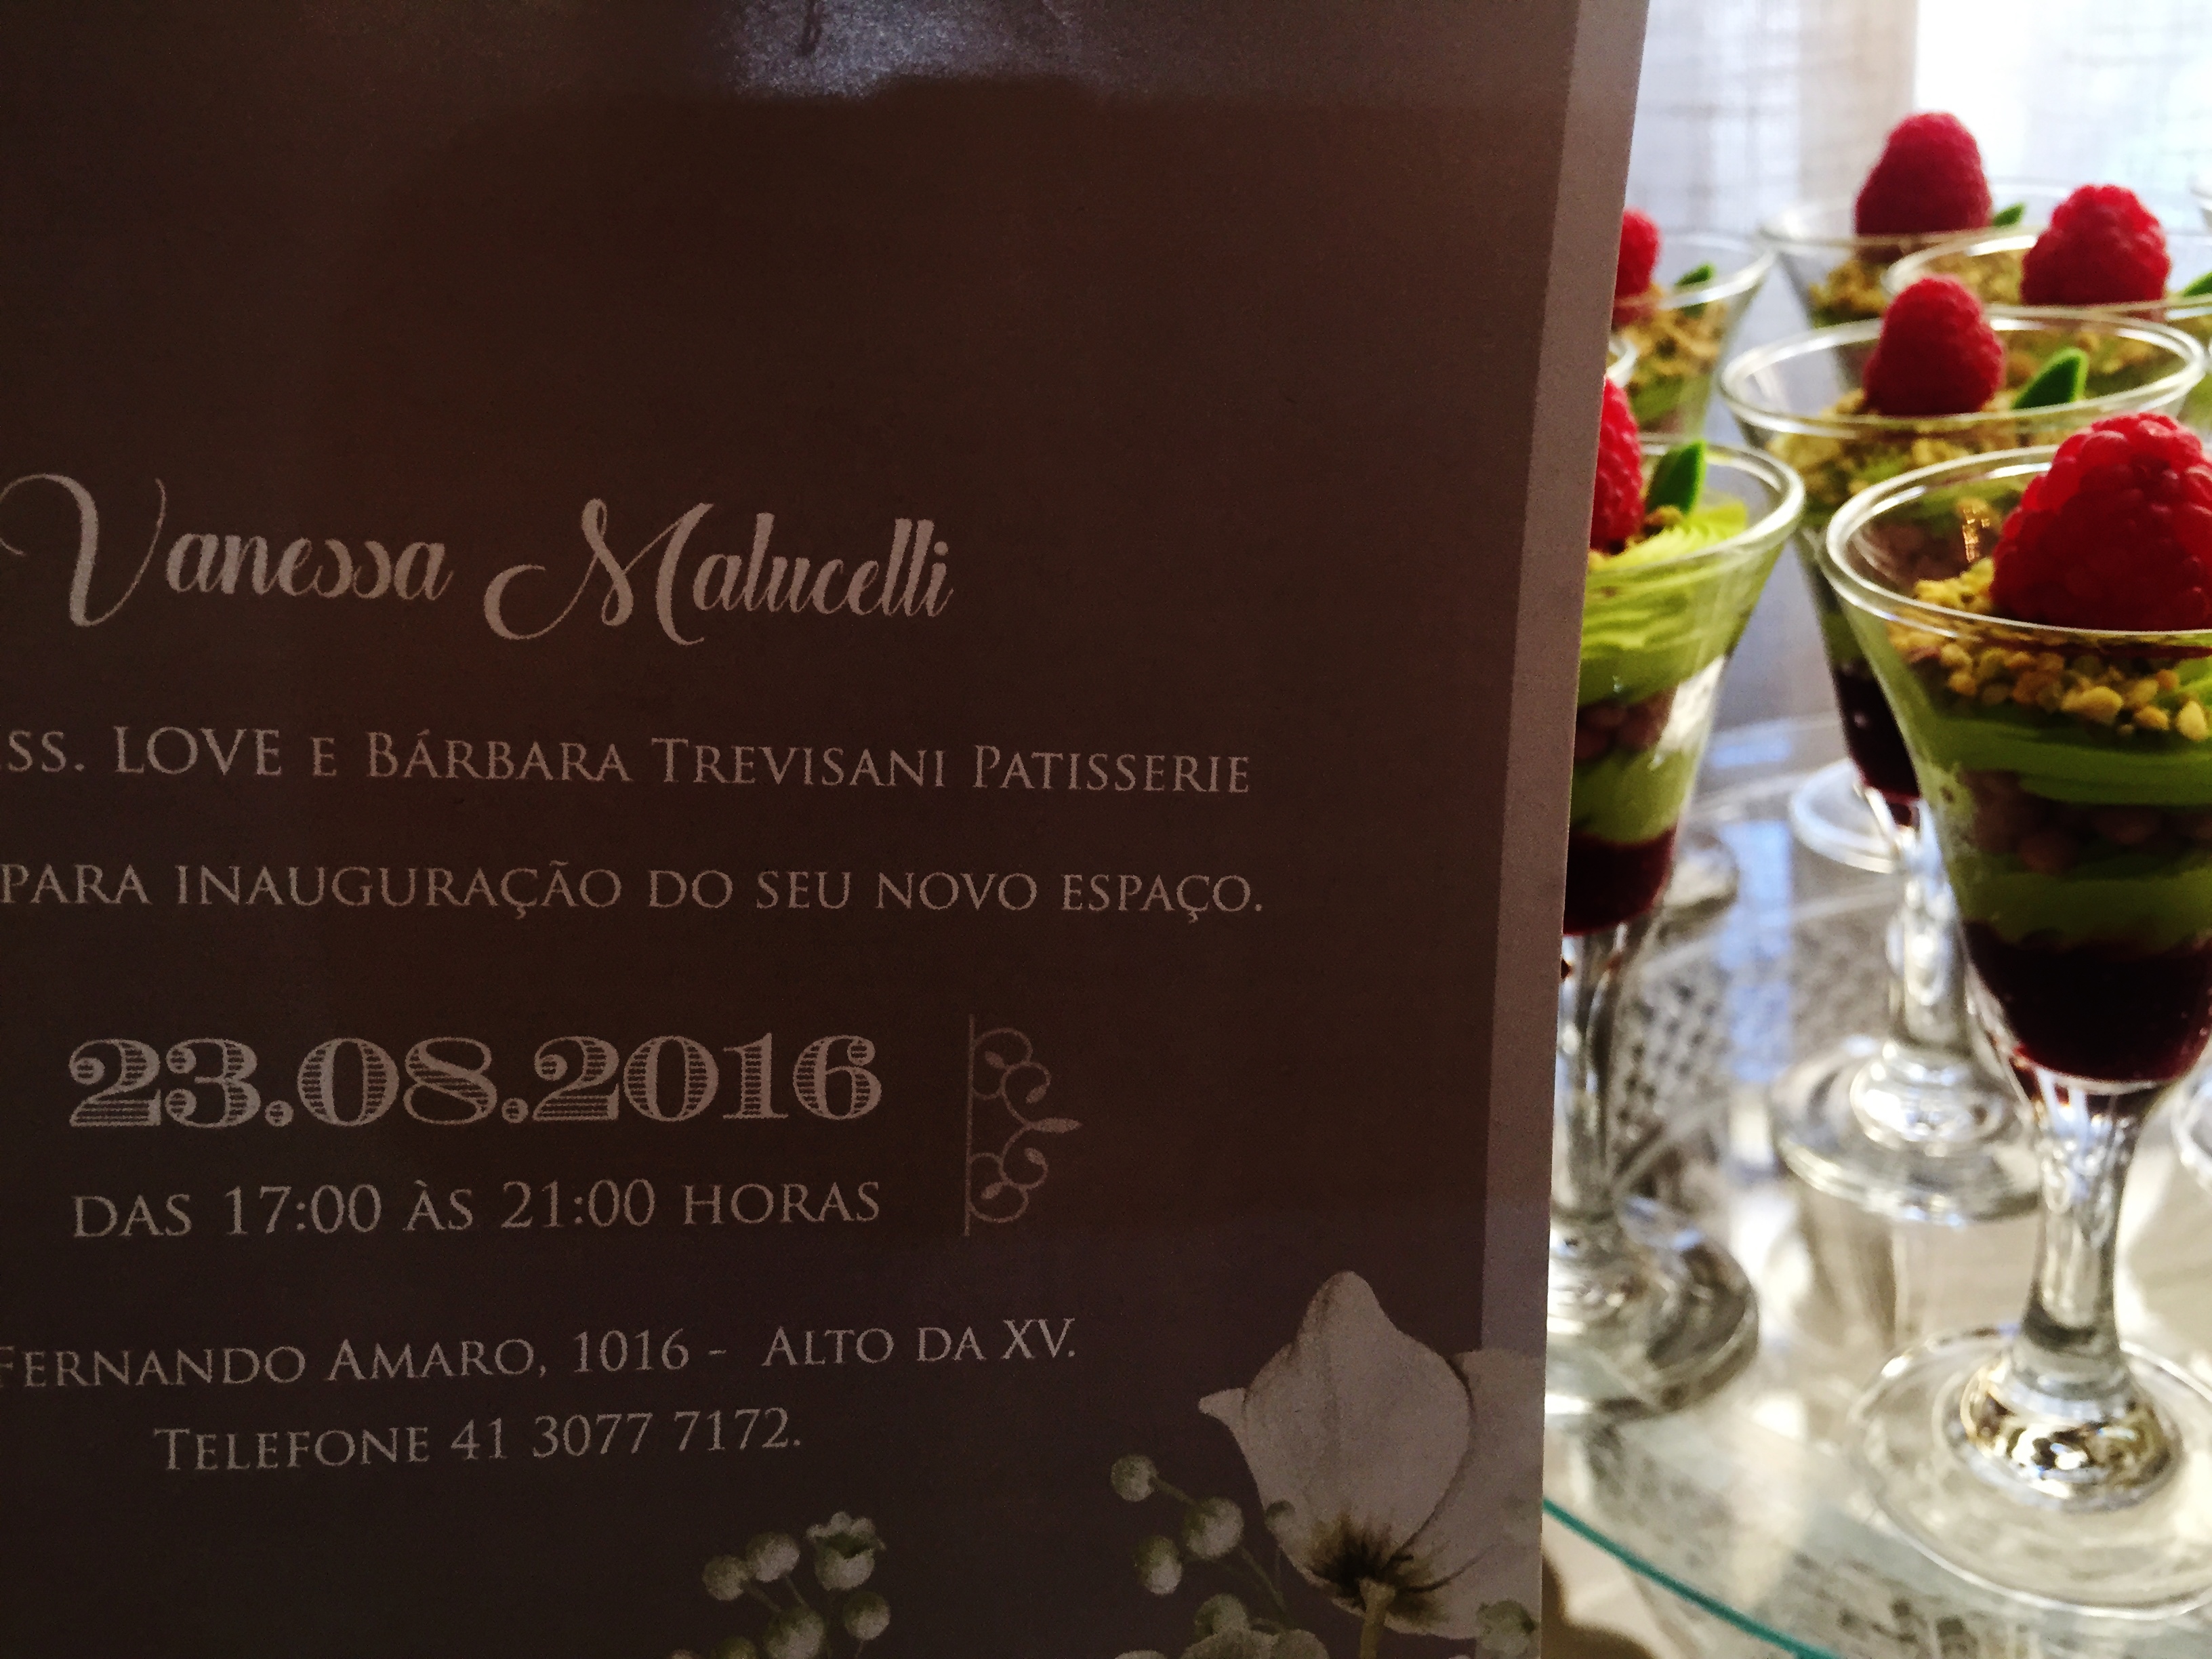 Vanessa Malucelli
SS. LOVE E BÁRBARA TREVISANI PATISSERIE
PARA INAUGURAÇÃO DO SEU NOVO ESPAÇO.
23.08.2016
DAS 17:00 ÀS 21:00 HORAS
FERNANDO AMARO, 1016 - ALTO DA XV.
TELEFONE 41 3077 7172.